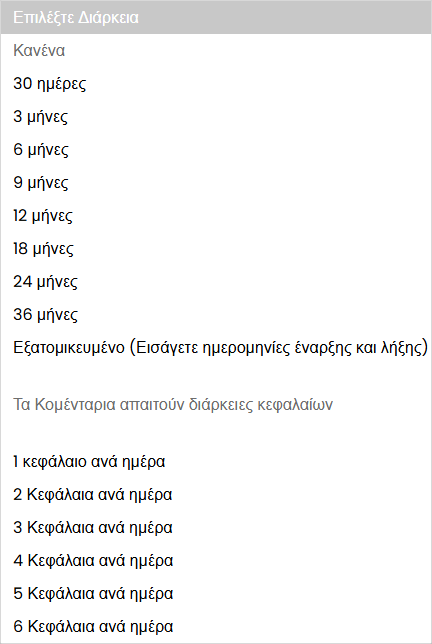 Επιλέξτε Διάρκεια
Κανένα
30 ημέρες
3 μήνες
6 μήνες
9 μήνες
12 μήνες
18 μήνες
24 μήνες
36 μήνες
Εξατομικευμένο (Εισάγετε ημερομηνίες έναρξης και λήξης)
Τα Κομένταρια απαιτούν διάρκειες κεφαλαίων
1 κεφάλαιο ανά ημέρα
2 Κεφάλαια ανά ημέρα
3 Κεφάλαια ανά ημέρα
4 Κεφάλαια ανά ημέρα
5 Κεφάλαια ανά ημέρα
6 Κεφάλαια ανά ημέρα